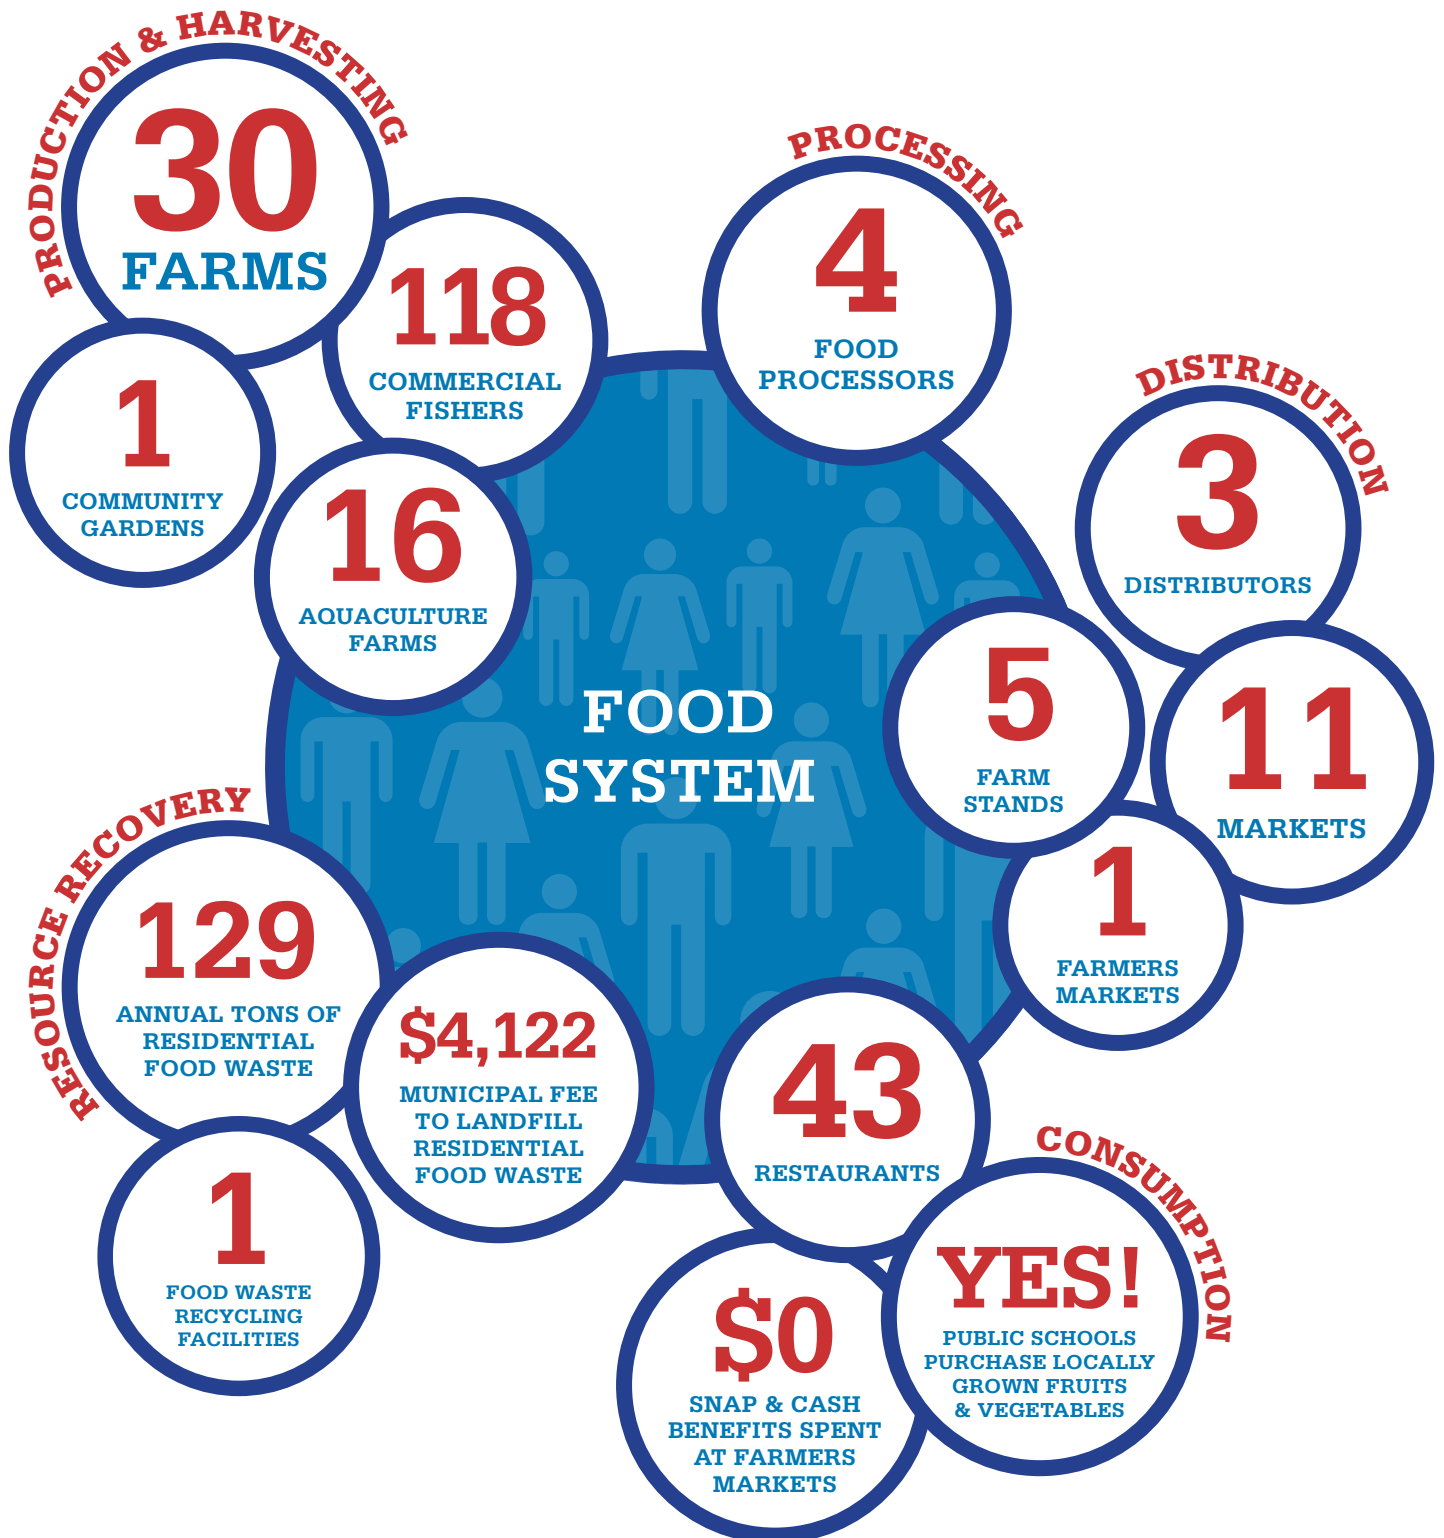 PRODUCTION & HARVESTING
30
FARMS
118
COMMERCIAL
FISHERS
1
COMMUNITY
GARDENS
16
AQUACULTURE
FARMS
PROCESSING
4
FOOD
PROCESSORS
DISTRIBUTION
3
DISTRIBUTORS
5
FARM
STANDS
11
MARKETS
1
FARMERS
MARKETS
FOOD
SYSTEM
RESOURCE RECOVERY
129
ANNUAL TONS OF
RESIDENTIAL
FOOD WASTE
$4,122
MUNICIPAL FEE
TO LANDFILL
RESIDENTIAL
FOOD WASTE
1
FOOD WASTE
RECYCLING
FACILITIES
CONSUMPTION
43
RESTAURANTS
YES!
PUBLIC SCHOOLS
PURCHASE LOCALLY
GROWN FRUITS
& VEGETABLES
$0
SNAP & CASH
BENEFITS SPENT
AT FARMERS
MARKETS